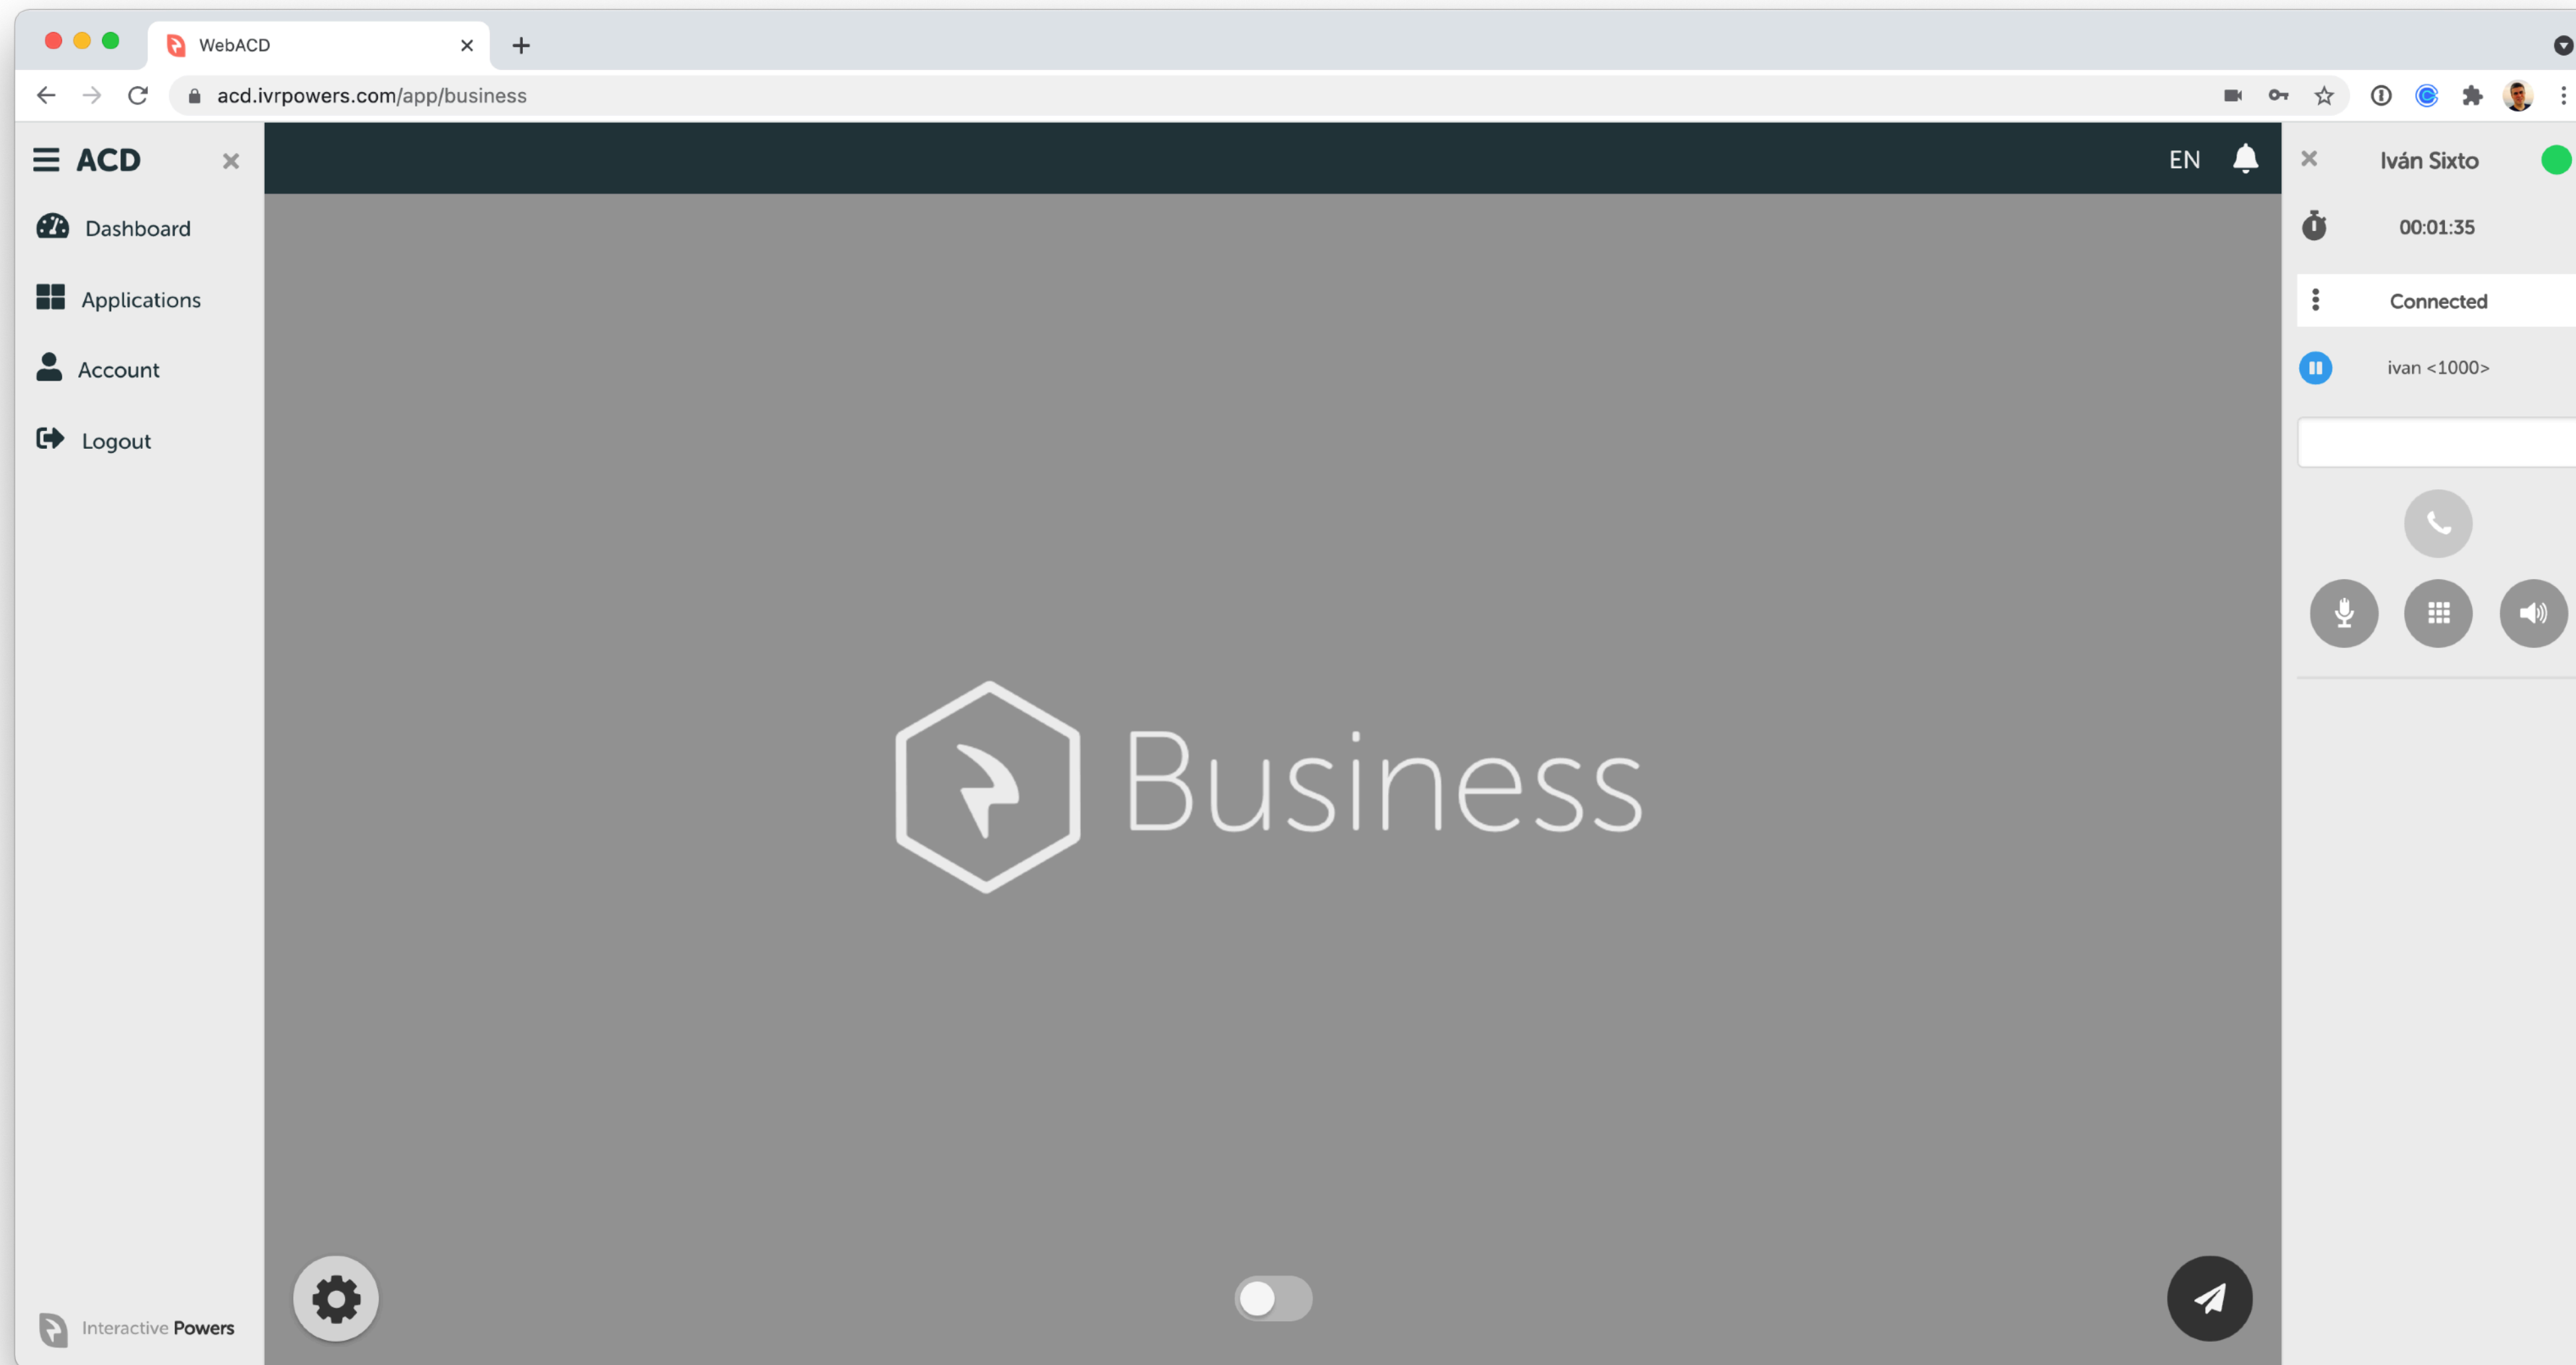 WebACD
acd.ivrpowers.com/app/business
ACD
EN
Iván Sixto
Dashboard
00:01:35
Applications
Connected
Account
ivan <1000>
Logout
Business
Interactive Powers